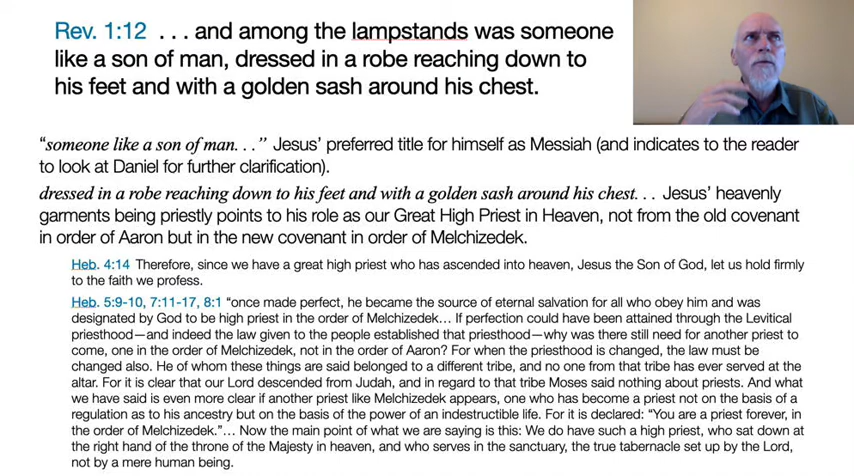 Rev. 1:12 . . . and among the lampstands was someone
like a son of man, dressed in a robe reaching down to
his feet and with a golden sash around his chest.
“someone like a son of man. . .” Jesus’ preferred title for himself as Messiah (and indicates to the reader
to look at Daniel for further clarification).
dressed in a robe reaching down to his feet and with a golden sash around his chest. . . Jesus’ heavenly
garments being priestly points to his role as our Great High Priest in Heaven, not from the old covenant
in order of Aaron but in the new covenant in order of Melchizedek.
Heb. 4:14 Therefore, since we have a great high priest who has ascended into heaven, Jesus the Son of God, let us hold firmly
to the faith we profess.
Heb. 5:9-10, 7:11-17, 8:1 “once made perfect, he became the source of eternal salvation for all who obey him and was
designated by God to be high priest in the order of Melchizedek… If perfection could have been attained through the Levitical
priesthood—and indeed the law given to the people established that priesthood—why was there still need for another priest to
come, one in the order of Melchizedek, not in the order of Aaron? For when the priesthood is changed, the law must be
changed also. He of whom these things are said belonged to a different tribe, and no one from that tribe has ever served at the
altar. For it is clear that our Lord descended from Judah, and in regard to that tribe Moses said nothing about priests. And what
we have said is even more clear if another priest like Melchizedek appears, one who has become a priest not on the basis of a
regulation as to his ancestry but on the basis of the power of an indestructible life. For it is declared: “You are a priest forever, in
the order of Melchizedek.”… Now the main point of what we are saying is this: We do have such a high priest, who sat down at
the right hand of the throne of the Majesty in heaven, and who serves in the sanctuary, the true tabernacle set up by the Lord,
not by a mere human being.